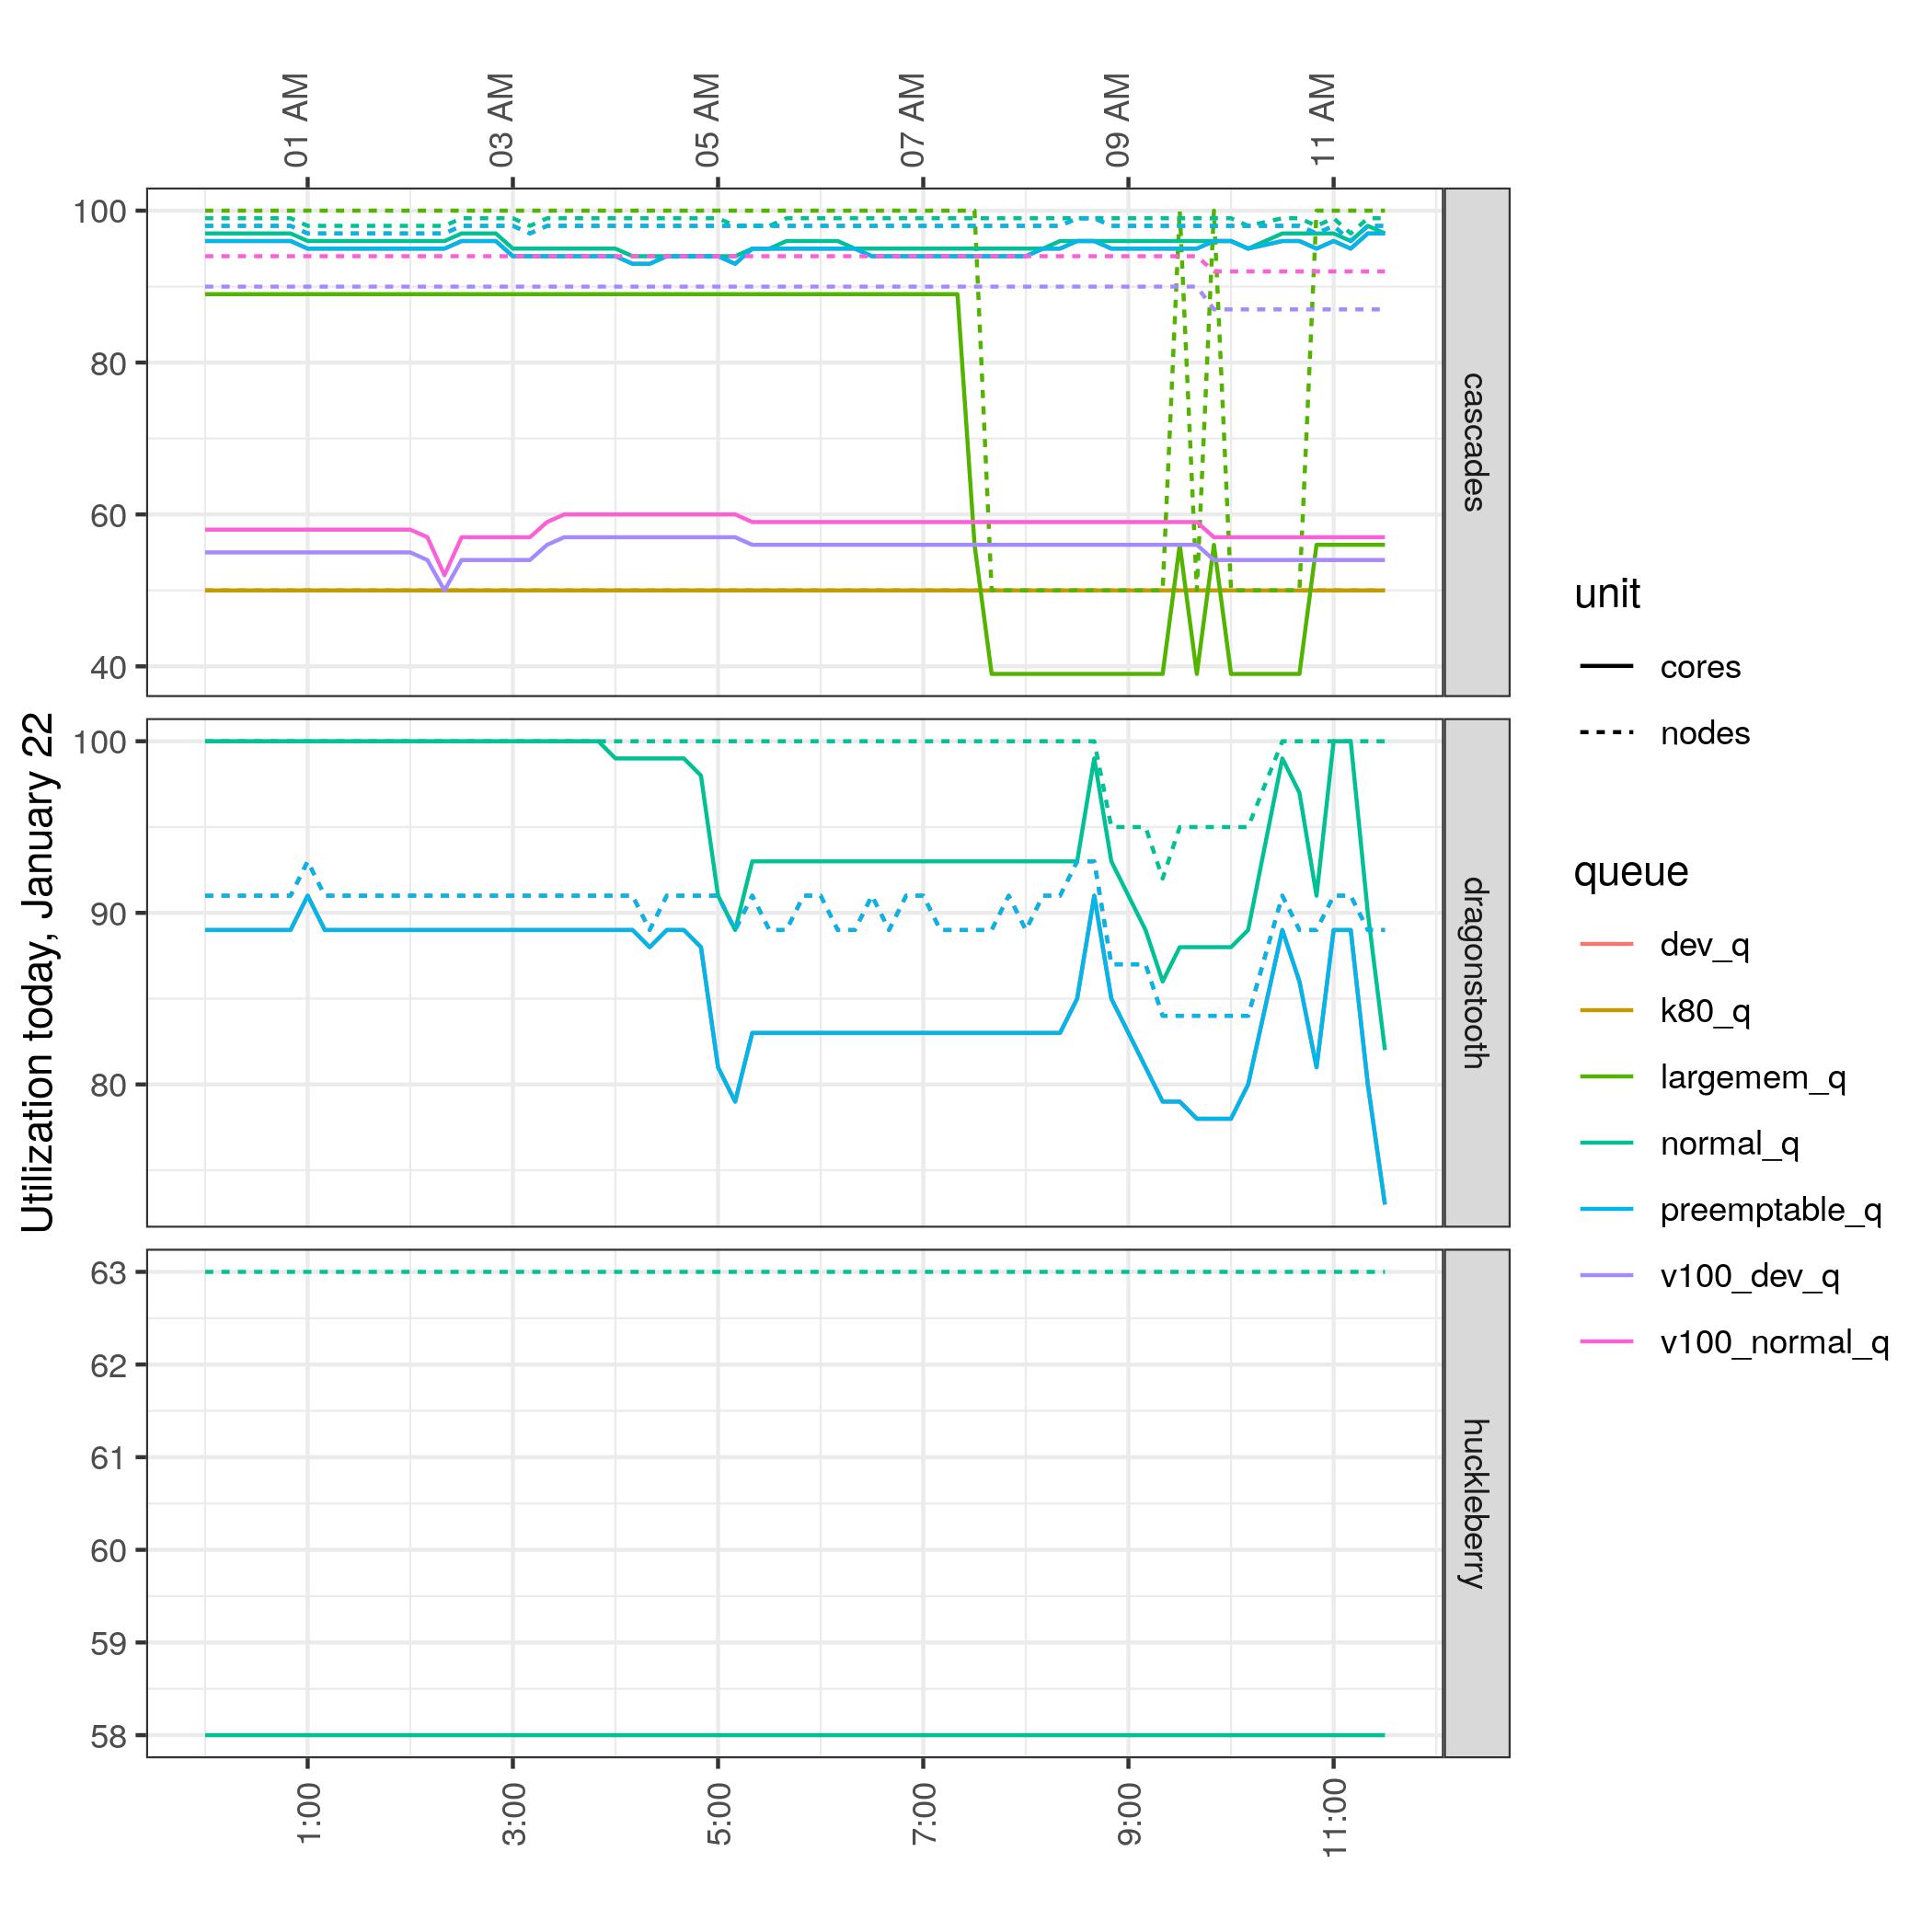 01 AM
03 AM
05 AM
07 AM
09 AM
11 AM
Utilization today, January 22
100
80
60
40
cascades
100
90
80
dragonstooth
63
62
61
60
59
58
huckleberry
1:00
3:00
5:00
7:00
9:00
11:00
unit
cores
nodes
queue
dev_q
k80_q
largemem_q
normal_q
preemptable_q
v100_dev_q
v100_normal_q